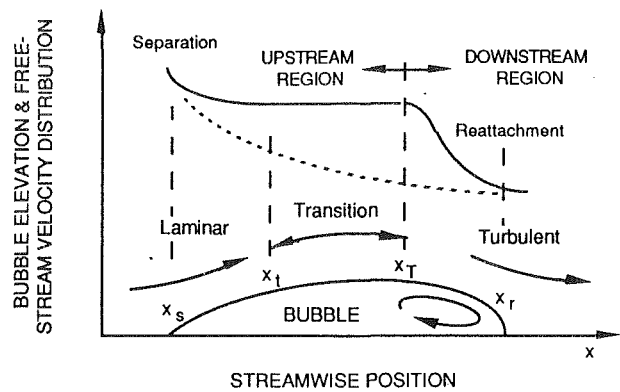 BUBBLE ELEVATION & FREE-
STREAM VELOCITY DISTRIBUTION
Separation
UPSTREAM
REGION
DOWNSTREAM
REGION
Reattachment
Laminar
Transition
Turbulent
x_s
x_t
x_T
x_r
BUBBLE
x
STREAMWISE POSITION